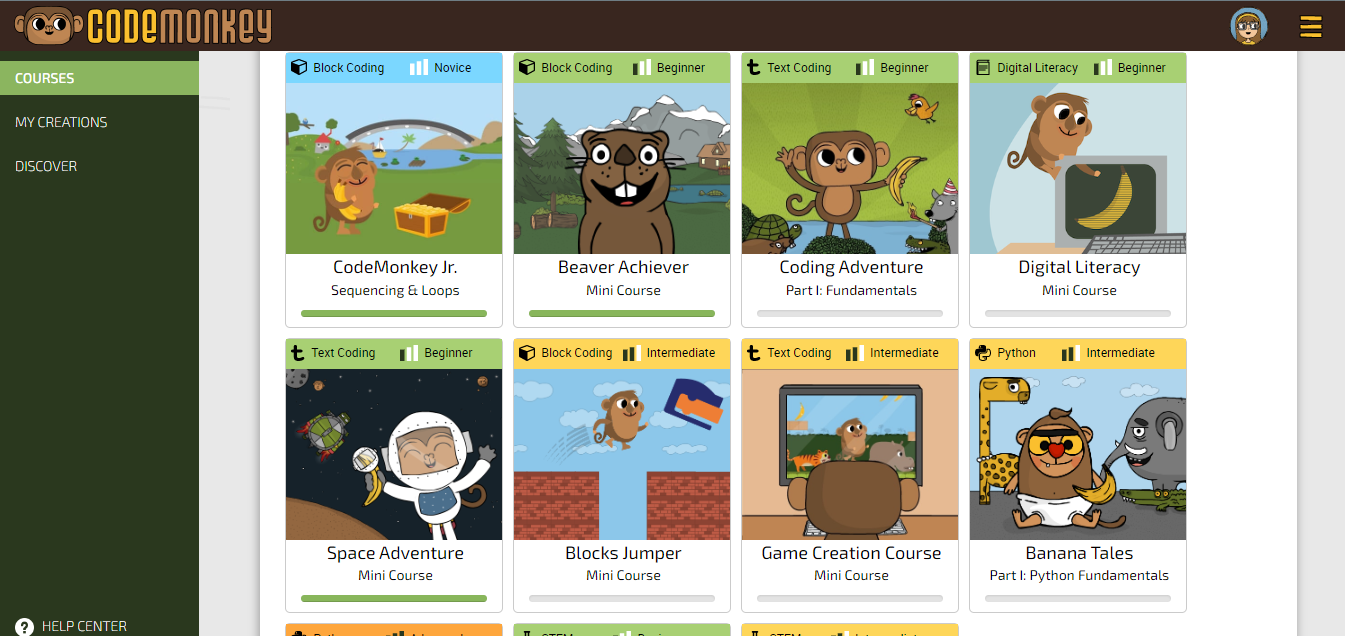 CODEMONKEY
COURSES
MY CREATIONS
DISCOVER
HELP CENTER
Block Coding Novice
CodeMonkey Jr.
Sequencing & Loops
Block Coding Beginner
Beaver Achiever
Mini Course
Text Coding Beginner
Coding Adventure
Part I: Fundamentals
Digital Literacy Beginner
Digital Literacy
Mini Course
Text Coding Beginner
Space Adventure
Mini Course
Block Coding Intermediate
Blocks Jumper
Mini Course
Text Coding Intermediate
Game Creation Course
Mini Course
Python Intermediate
Banana Tales
Part I: Python Fundamentals